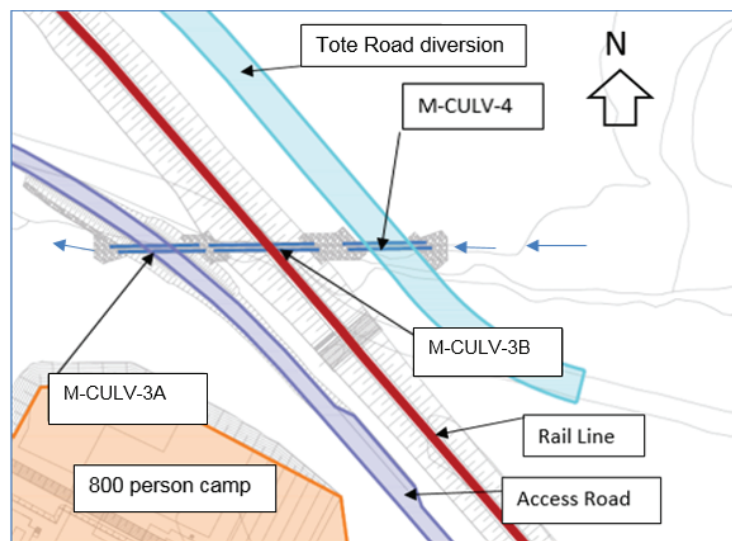 Tote Road diversion
N
M-CULV-4
M-CULV-3B
M-CULV-3A
Rail Line
800 person camp
Access Road